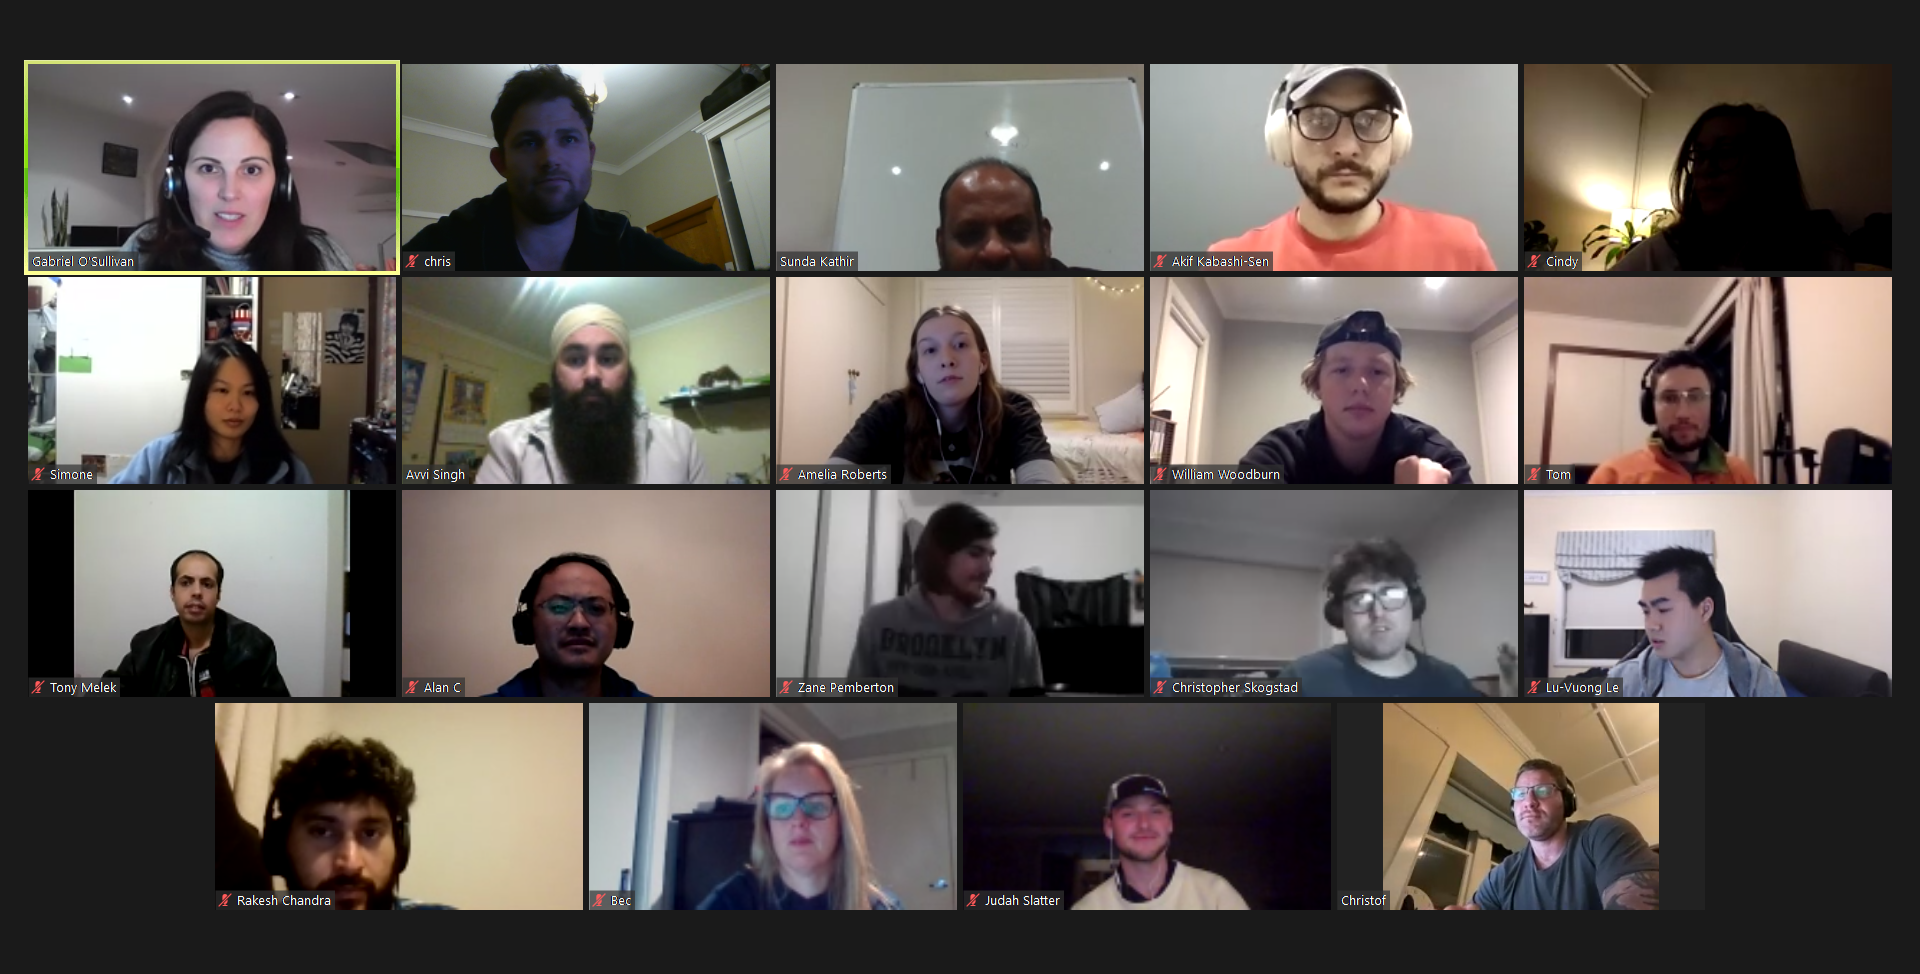 Gabriel O'Sullivan
chris
Sunda Kathir
Akif Kabashi-Sen
Cindy
Simone
Avvi Singh
Amelia Roberts
William Woodburn
Tom
Tony Melek
Alan C
BROOKLYN
Zane Pemberton
Christopher Skogstad
Lu-Vuong Le
Rakesh Chandra
Bec
Judah Slatter
Christof